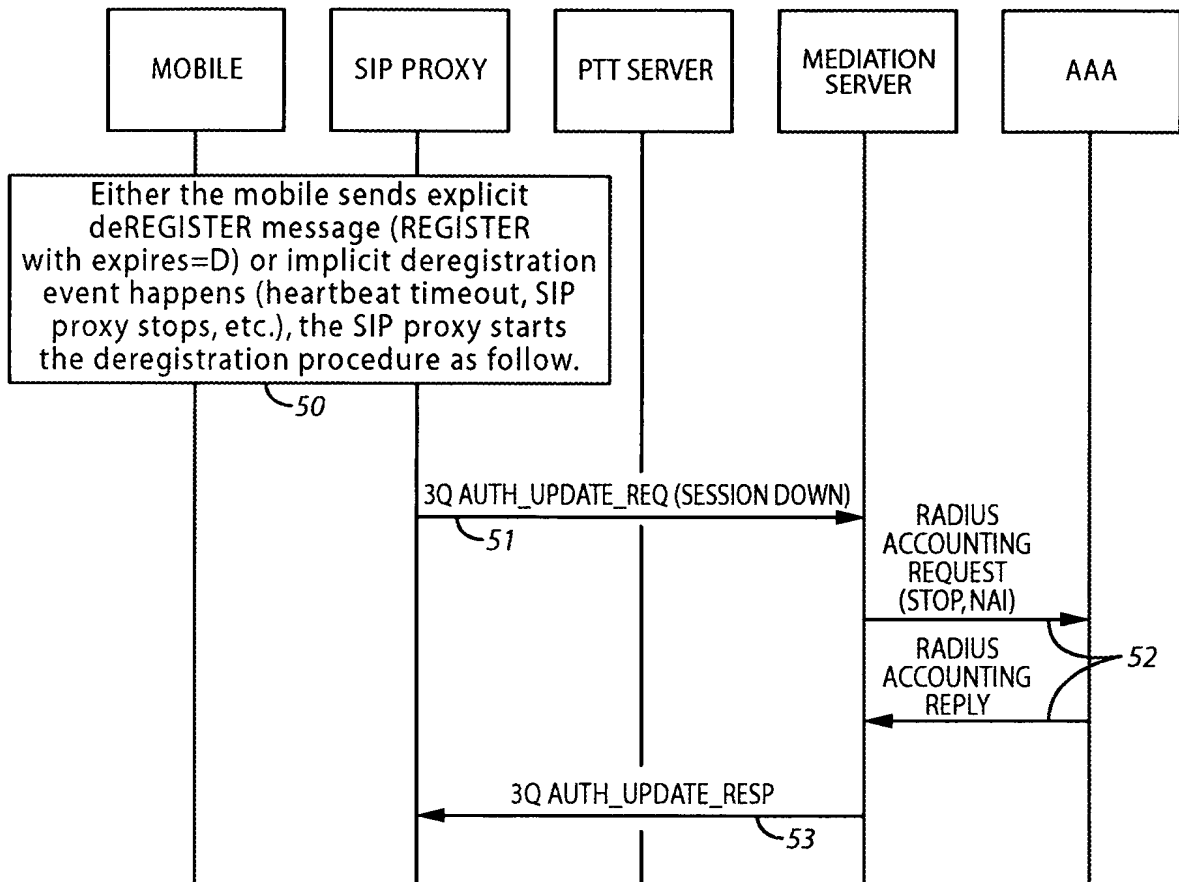 MOBILE
SIP PROXY
PTT SERVER
MEDIATION
SERVER
AAA
Either the mobile sends explicit
deREGISTER message (REGISTER
with expires=D) or implicit deregistration
event happens (heartbeat timeout, SIP
proxy stops, etc.), the SIP proxy starts
the deregistration procedure as follow.
50
3Q AUTH_UPDATE_REQ (SESSION DOWN)
51
RADIUS
ACCOUNTING
REQUEST
(STOP, NAI)
RADIUS
ACCOUNTING
REPLY
52
3Q AUTH_UPDATE_RESP
53